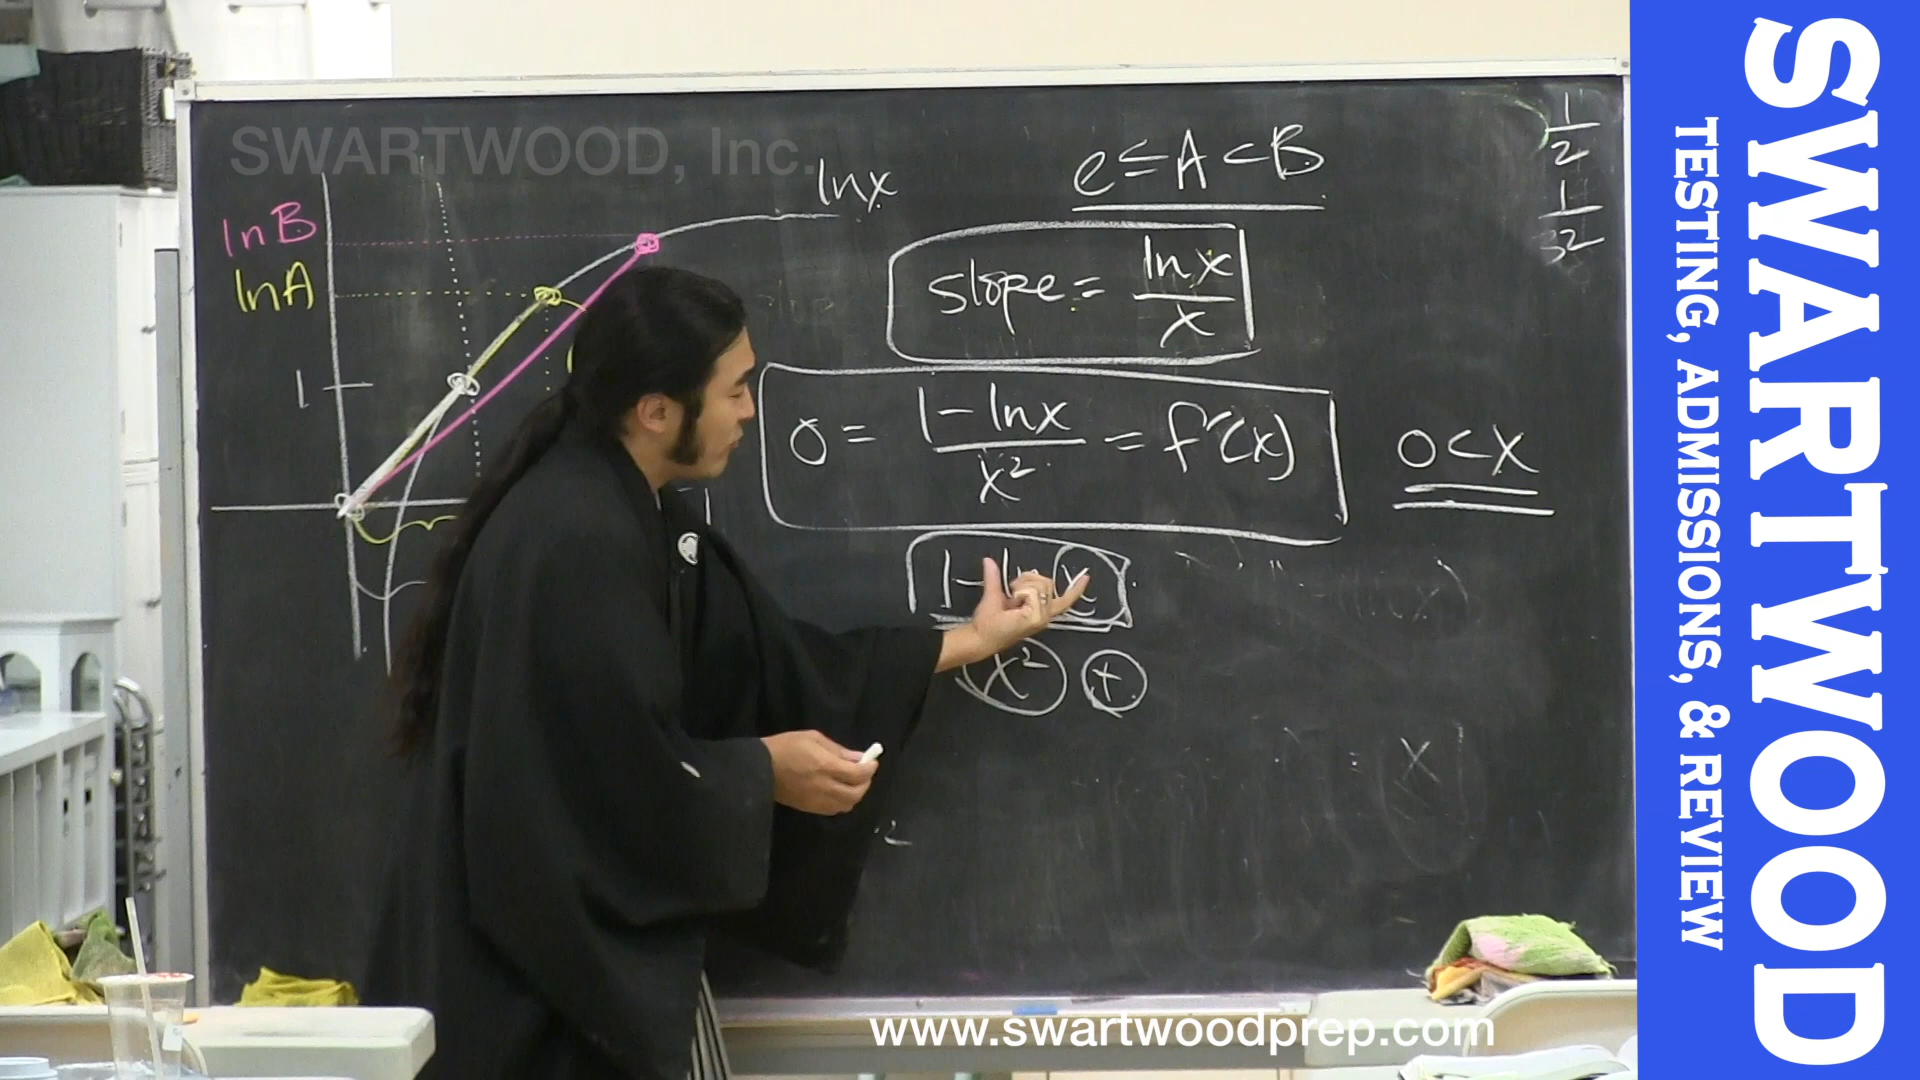 SWARTWOOD, Inc.
ln x
e ≤ A < B
1/2
1/32
ln B
ln A
slope = ln x / x
1
0 = (1 - ln x) / x² = f'(x)
0 < x
1 - ln x
x² +
x
www.swartwoodprep.com
SWARTWOOD
TESTING, ADMISSIONS, & REVIEW